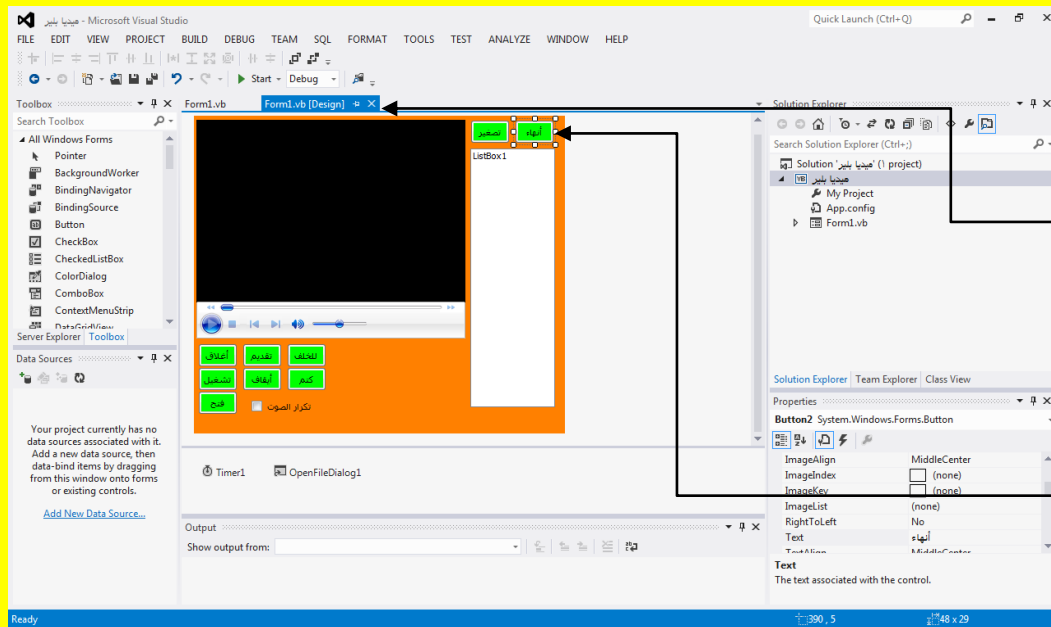 هيديا بلير - Microsoft Visual Studio
Quick Launch (Ctrl+Q)
FILE EDIT VIEW PROJECT BUILD DEBUG TEAM SQL FORMAT TOOLS TEST ANALYZE WINDOW HELP
Start Debug
Toolbox
Search Toolbox
All Windows Forms
Pointer
BackgroundWorker
BindingNavigator
BindingSource
Button
CheckBox
CheckedListBox
ColorDialog
ComboBox
ContextMenuStrip
DataGridView
Server Explorer Toolbox
Data Sources
Your project currently has no
data sources associated with it.
Add a new data source, then
data-bind items by dragging
from this window onto forms
or existing controls.
Add New Data Source...
Form1.vb Form1.vb [Design]
تصغير أنهاء
ListBox1
أغلاق تقديم للخلف
تشغيل أيقاف كتم
فتح تكرار الصوت
Timer1 OpenFileDialog1
Output
Show output from:
Solution Explorer
Search Solution Explorer (Ctrl+;)
Solution 'هيديا بلير' (١ project)
VB هيديا بلير
My Project
App.config
Form1.vb
Solution Explorer Team Explorer Class View
Properties
Button2 System.Windows.Forms.Button
ImageAlign MiddleCenter
ImageIndex (none)
ImageKey (none)
ImageList (none)
RightToLeft No
Text أنهاء
TextAlign MiddleCenter
Text
The text associated with the control.
Ready 390 , 5 48 x 29